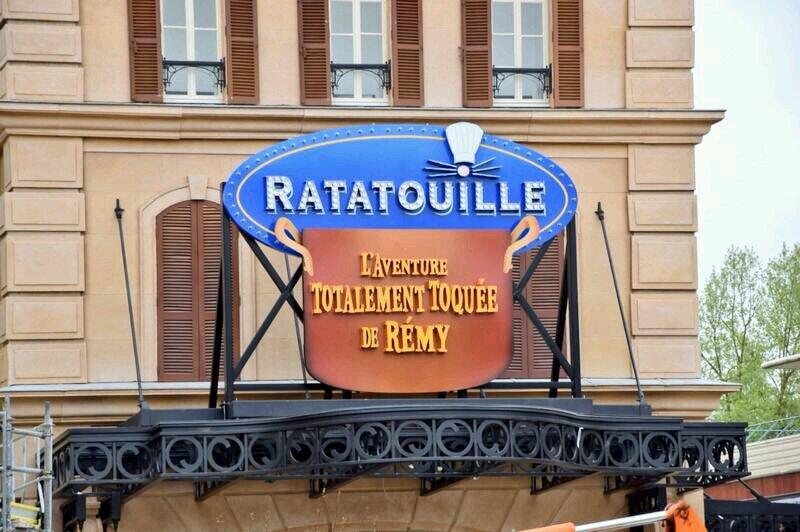 RATATOUILLE
L'AVENTURE
TOTALEMENT TOQUÉE
DE RÉMY